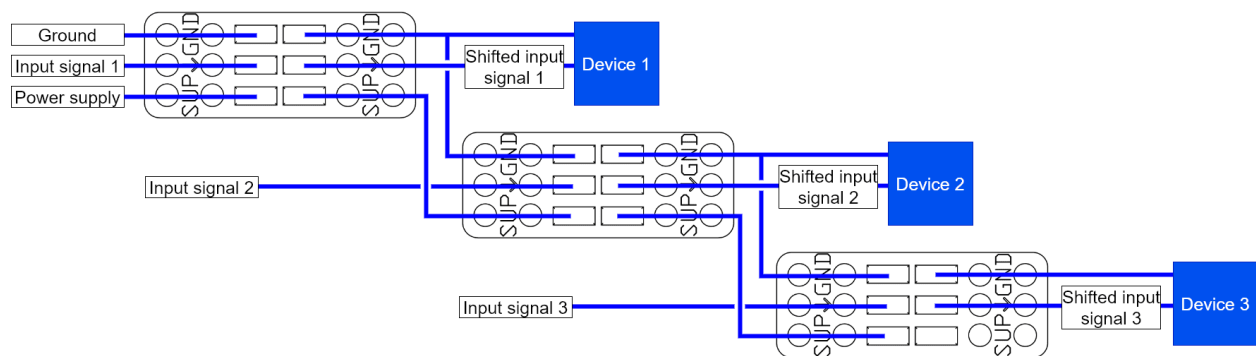 Ground
Input signal 1
Power supply
GND
SUP
GND
SUP
Shifted input
signal 1
Device 1
Input signal 2
GND
SUP
GND
SUP
Shifted input
signal 2
Device 2
Input signal 3
GND
SUP
GND
SUP
Shifted input
signal 3
Device 3